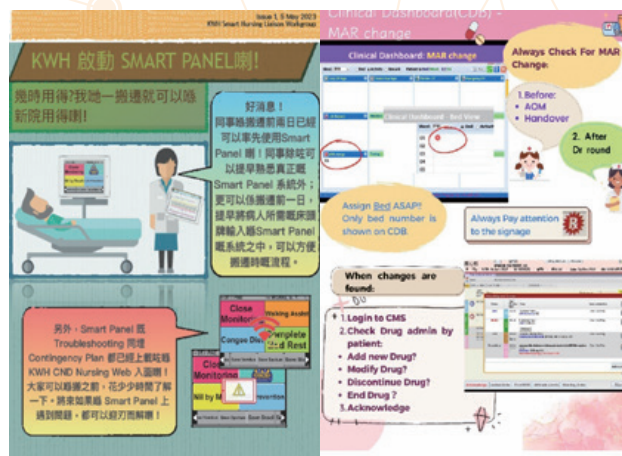 Issue 1, 5 May 2023
KWH Smart Nursing Liaison Workgroup
KWH 啟動 SMART PANEL喇!
幾時用得?我哋一搬遷就可以喺
新院用得喇!
好消息!
同事喺搬遷前兩日已經
可以率先使用Smart
Panel 喇!同事除咗可
以提早熟悉真正嘅
Smart Panel 系統外;
更可以係搬遷前一日,
提早將病人所需嘅床頭
牌輸入喺Smart Panel
嘅系統之中,可以方便
搬遷時嘅流程。
另外,Smart Panel 既
Troubleshooting 同埋
Contingency Plan 都已經上載咗喺
KWH CND Nursing Web 入面喇!
大家可以喺搬之前,花少少時間了解
一下。將來如果喺 Smart Panel 上
遇到問題,都可以迎刃而解喇!
Close
Monitoring
Walking Assist
Complete
Bed Rest
Close
Monitoring
Clinical Dashboard(CDB) -
MAR change
Clinical Dashboard: MAR change
Clinical Dashboard - Bed View
Always Check For MAR
Change:
1.Before:
• AOM
• Handover
2. After
Dr round
Assign Bed ASAP!!
Only bed number is
shown on CDB.
Always Pay attention
to the signage
When changes are
found:
1.Login to CMS
2.Check Drug admin by
patient:
• Add new Drug?
• Modify Drug?
• Discontinue Drug?
• End Drug ?
3.Acknowledge